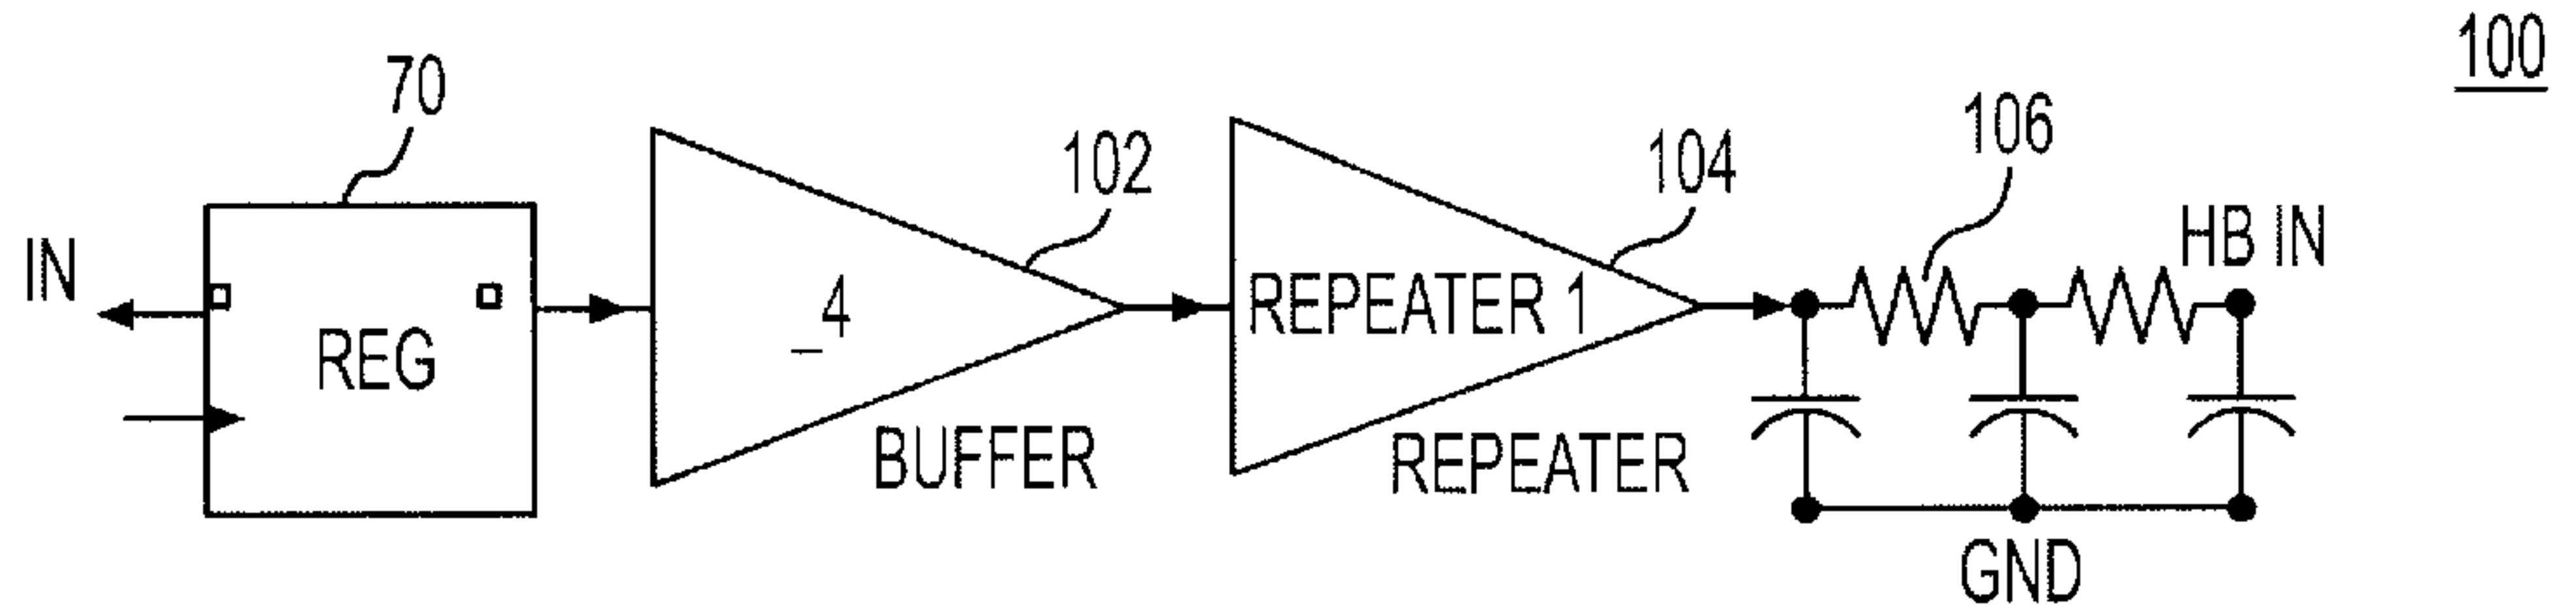 100
70
102
104
106
IN
HB IN
REG
_4
REPEATER 1
BUFFER
REPEATER
GND